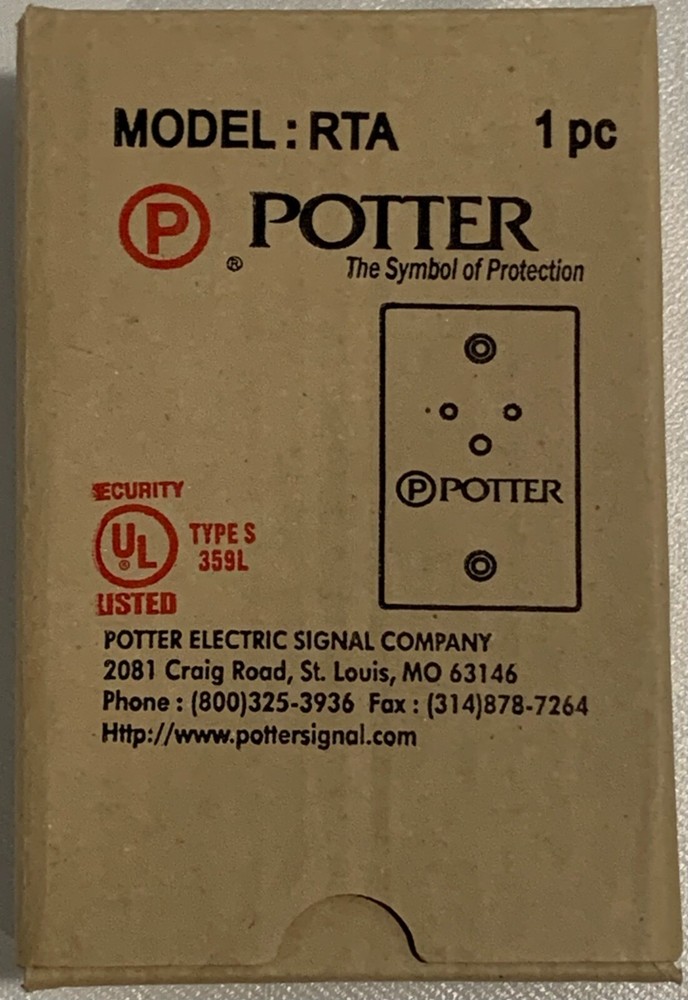 MODEL : RTA 1 pc
P POTTER
®
The Symbol of Protection
P POTTER
SECURITY
UL
®
TYPE S
359L
LISTED
POTTER ELECTRIC SIGNAL COMPANY
2081 Craig Road, St. Louis, MO 63146
Phone : (800)325-3936 Fax : (314)878-7264
Http://www.pottersignal.com